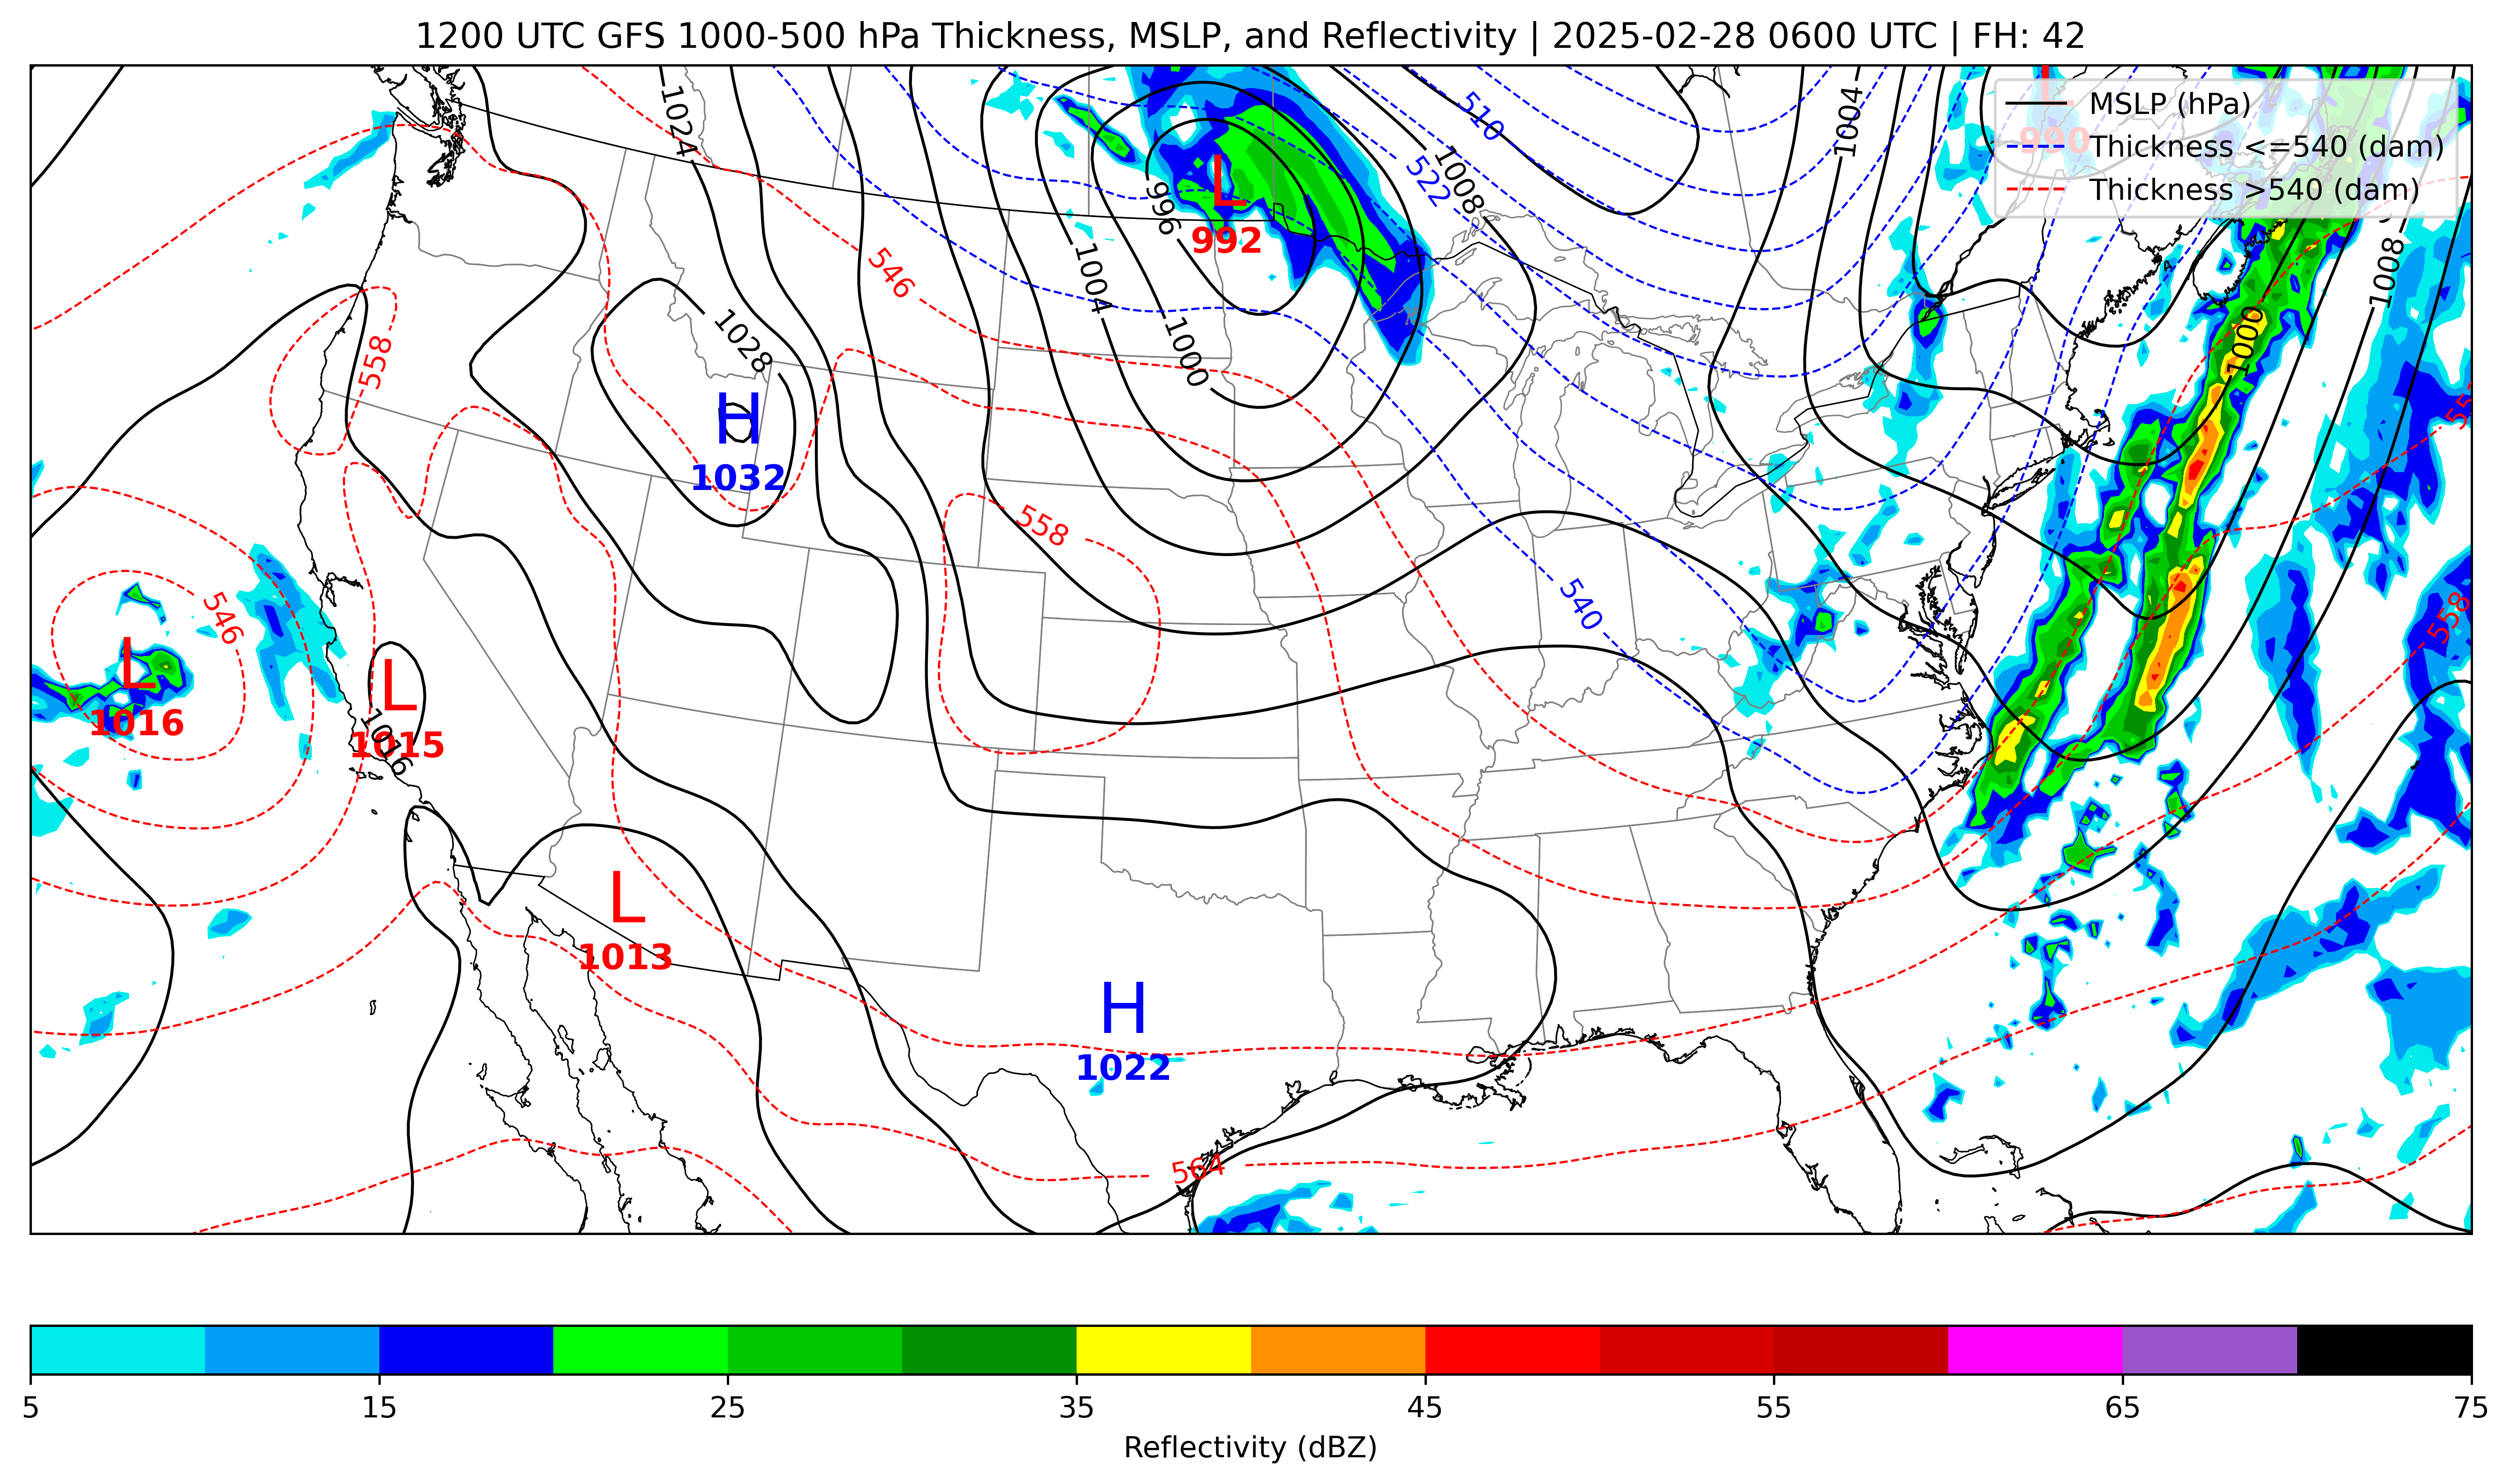 1200 UTC GFS 1000-500 hPa Thickness, MSLP, and Reflectivity | 2025-02-28 0600 UTC | FH: 42
MSLP (hPa)
Thickness <=540 (dam)
Thickness >540 (dam)
L
990
1024
510
1004
522
1008
L
996
992
546
1004
1008
1000
1000
1028
558
H
1032
558
540
546
558
L
1016
L
1015
1016
L
1013
H
1022
564
5 15 25 35 45 55 65 75
Reflectivity (dBZ)